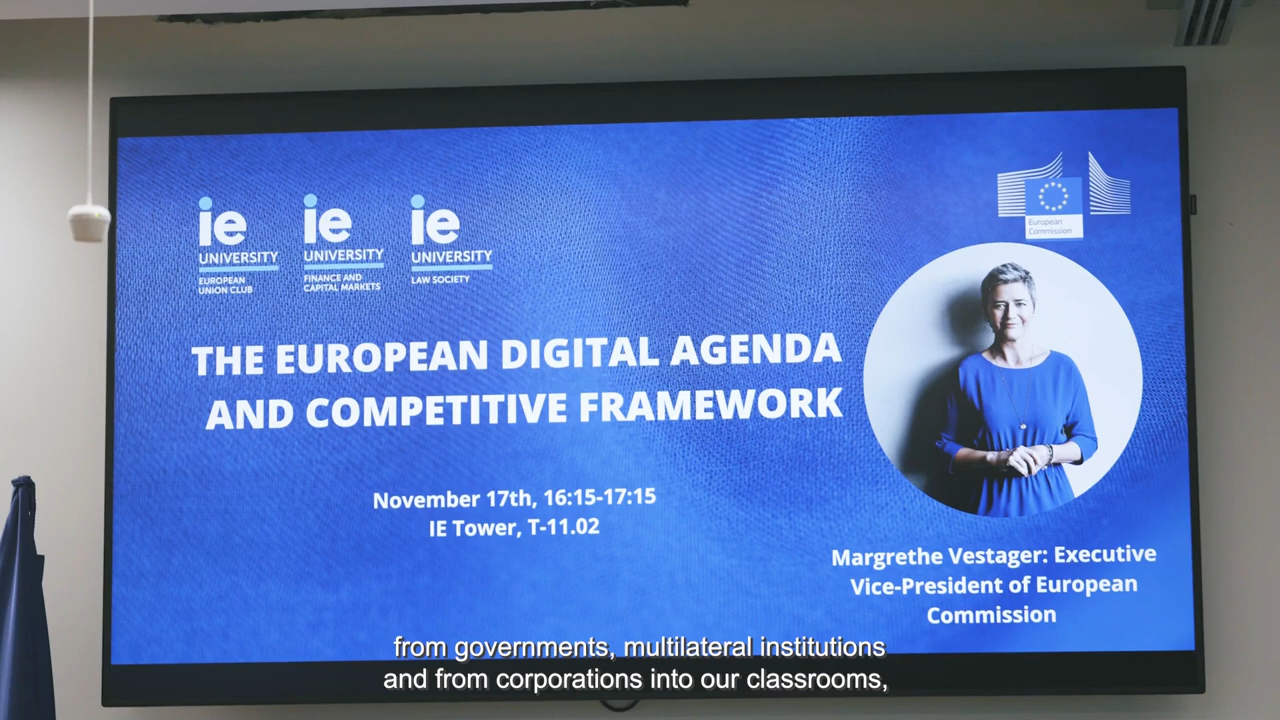 ie
UNIVERSITY
EUROPEAN
UNION CLUB
ie
UNIVERSITY
FINANCE AND
CAPITAL MARKETS
ie
UNIVERSITY
LAW SOCIETY
European
Commission
THE EUROPEAN DIGITAL AGENDA
AND COMPETITIVE FRAMEWORK
November 17th, 16:15-17:15
IE Tower, T-11.02
Margrethe Vestager: Executive
Vice-President of European
Commission
from governments, multilateral institutions
and from corporations into our classrooms,